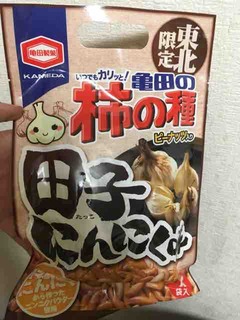 亀田製菓
KAMEDA
東北
限定
いつでもカリッと!
亀田の
柿の種
ピーナッツ入り
田子
たっこ
にんにく
袋入